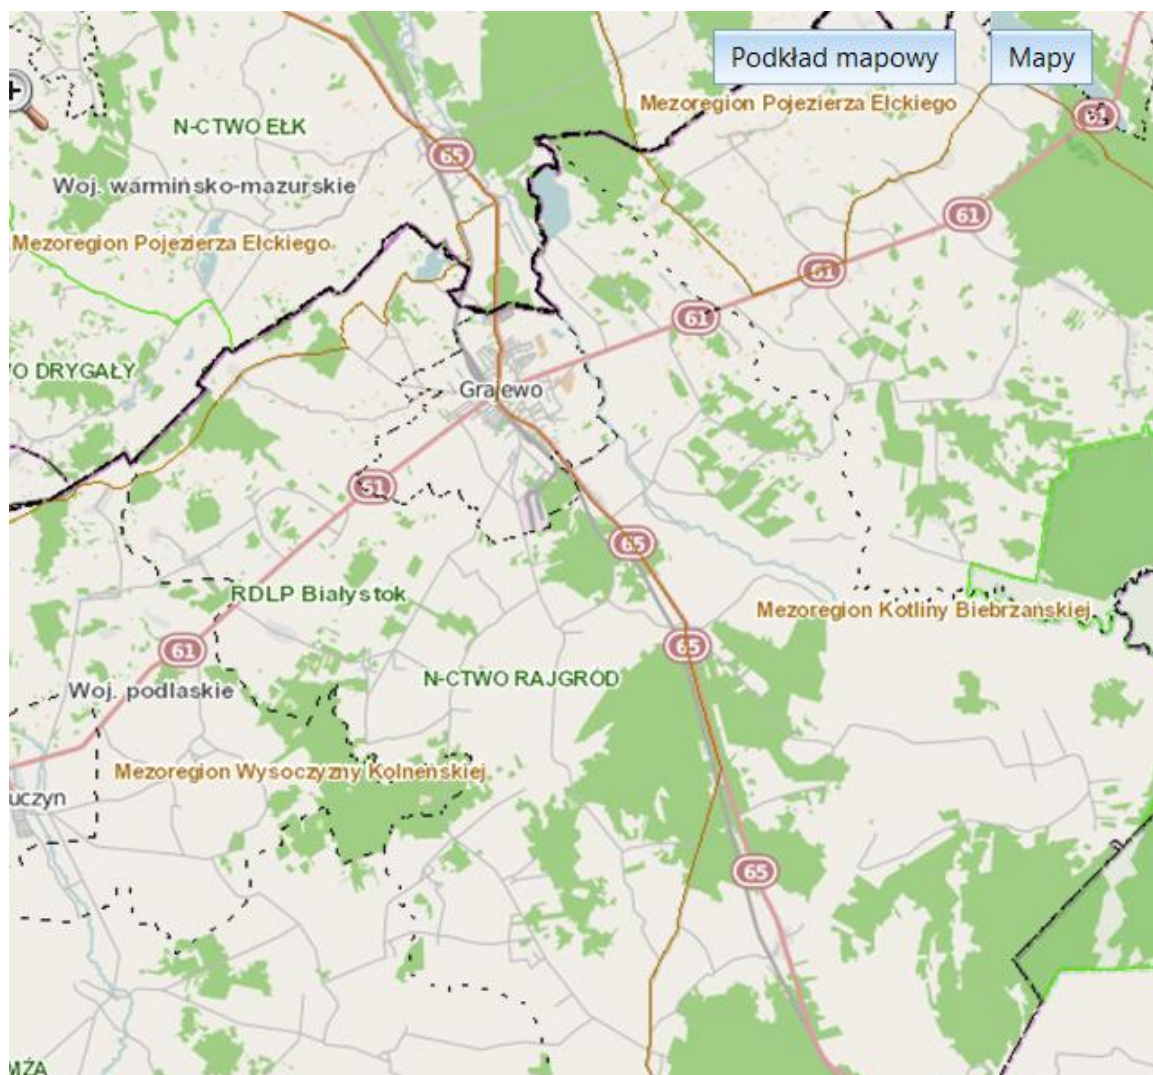 Podkład mapowy
Mapy
Mezoregion Pojezierza Ełckiego
61
N-CTWO EŁK
65
Woj. warmińsko-mazurskie
61
Mezoregion Pojezierza Ełckiego
61
61
WO DRYGAŁY
Grajewo
61
65
RDLP Białystok
Mezoregion Kotliny Biebrzańskiej
65
61
N-CTWO RAJGRÓD
Woj. podlaskie
Mezoregion Wysoczyzny Kolneńskiej
uczyn
65
MŻA